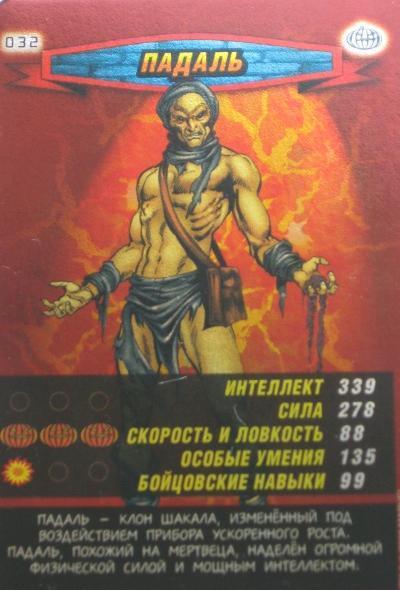 032
ПАДАЛЬ
ИНТЕЛЛЕКТ 339
СИЛА 278
СКОРОСТЬ И ЛОВКОСТЬ 88
ОСОБЫЕ УМЕНИЯ 135
БОЙЦОВСКИЕ НАВЫКИ 99
ПАДАЛЬ – КЛОН ШАКАЛА, ИЗМЕНЁННЫЙ ПОД
ВОЗДЕЙСТВИЕМ ПРИБОРА УСКОРЕННОГО РОСТА.
ПАДАЛЬ, ПОХОЖИЙ НА МЕРТВЕЦА, НАДЕЛЁН ОГРОМНОЙ
ФИЗИЧЕСКОЙ СИЛОЙ И МОЩНЫМ ИНТЕЛЛЕКТОМ.